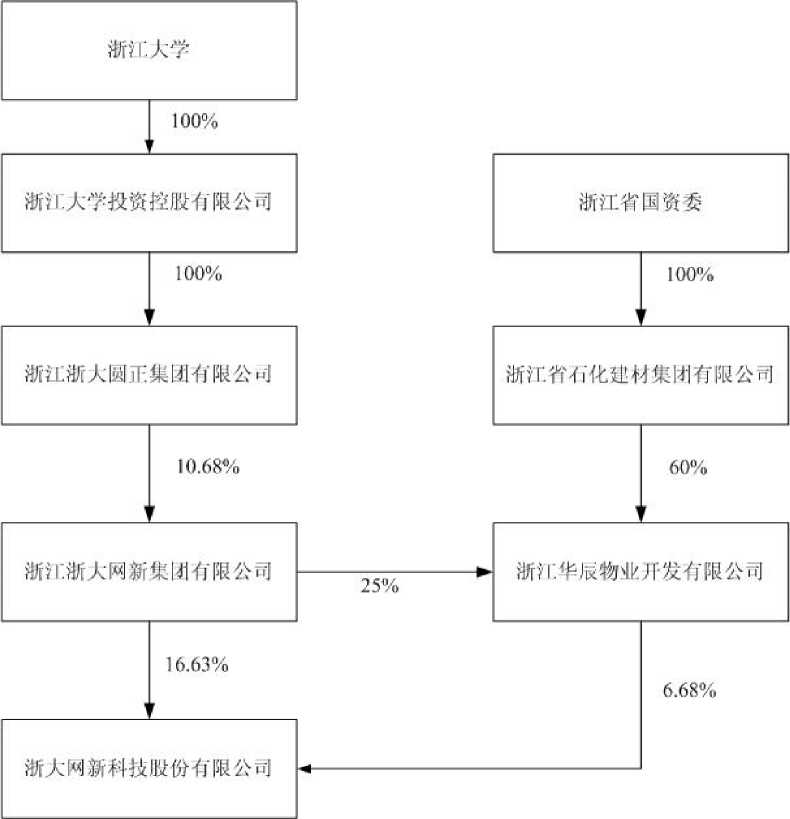 浙江大学
100%
浙江大学投资控股有限公司
浙江省国资委
100%
100%
浙江浙大圆正集团有限公司
浙江省石化建材集团有限公司
10.68%
60%
浙江浙大网新集团有限公司
25%
浙江华辰物业开发有限公司
16.63%
6.68%
浙大网新科技股份有限公司